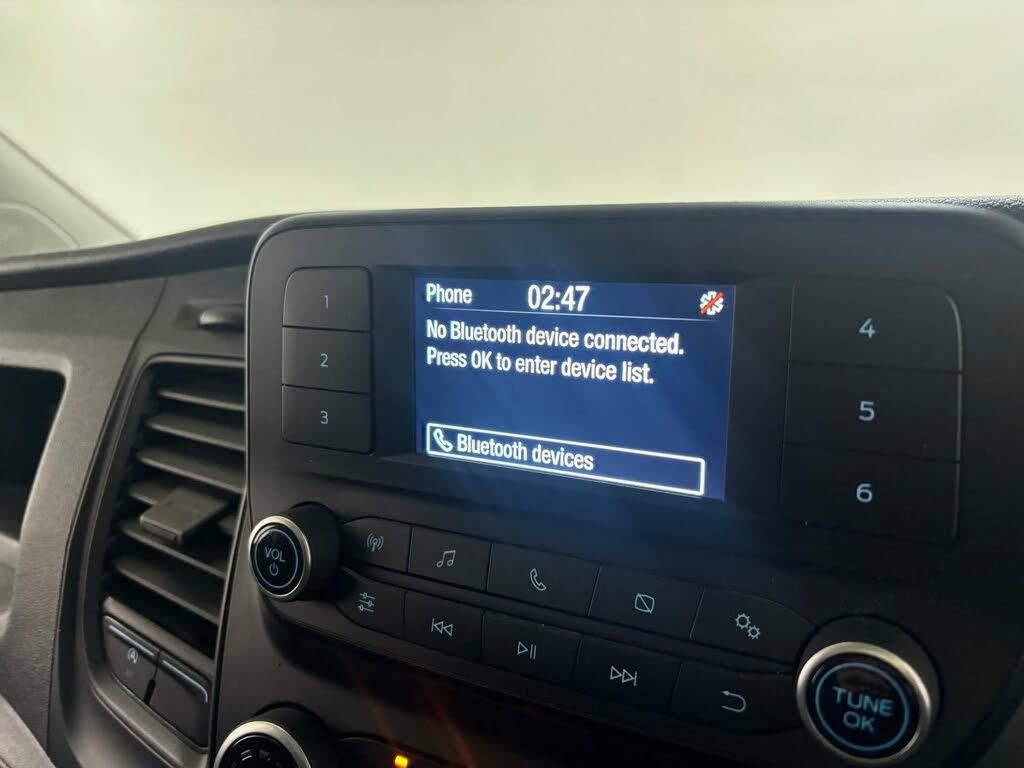 Phone 02:47
No Bluetooth device connected.
Press OK to enter device list.
Bluetooth devices
1
2
3
4
5
6
VOL
TUNE
OK
A